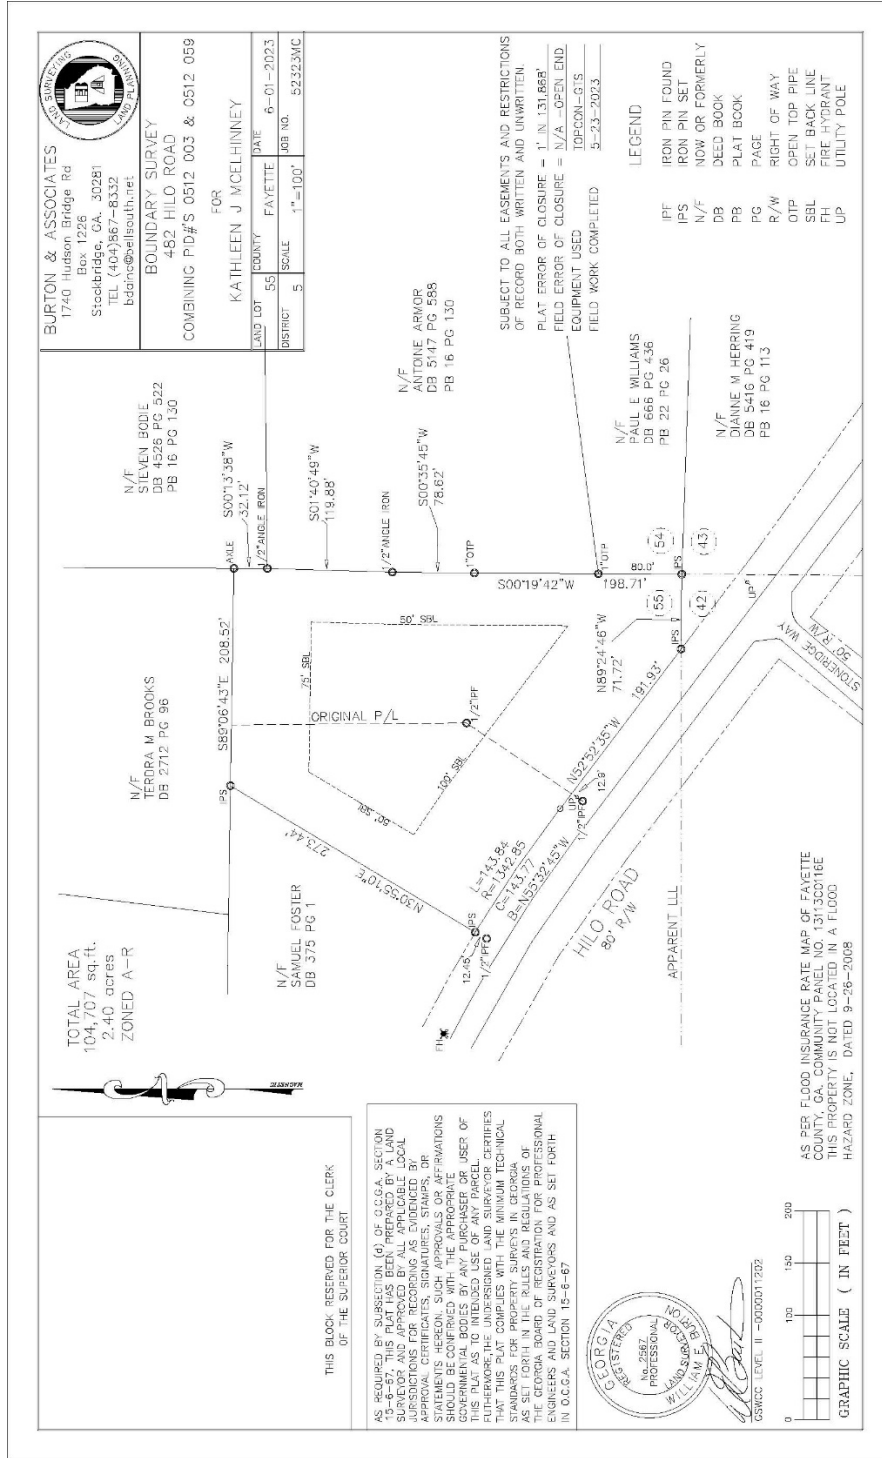 BURTON & ASSOCIATES
1740 Hudson Bridge Rd
Box 1226
Stockbridge, GA. 30281
TEL (404)867-8332
bdainc@bellsouth.net
LAND SURVEYING
LAND PLANNING
BOUNDARY SURVEY
482 HILO ROAD
COMBINING PID#'S 0512 003 & 0512 059
FOR
KATHLEEN J MCELHINNEY
LAND LOT 55
COUNTY FAYETTE
DATE 6-01-2023
DISTRICT 5
SCALE 1"=100'
JOB NO. 52323MC
THIS BLOCK RESERVED FOR THE CLERK
OF THE SUPERIOR COURT
TOTAL AREA
104,707 sq.ft.
2.40 acres
ZONED A-R
MAGNETIC
N/F
TERDRA M BROOKS
DB 2712 PG 96
N/F
STEVEN BODIE
DB 4526 PG 522
PB 16 PG 130
N/F
SAMUEL FOSTER
DB 375 PG 1
N/F
ANTOINE ARMOR
DB 5147 PG 588
PB 16 PG 130
N/F
PAUL E WILLIAMS
DB 666 PG 436
PB 22 PG 26
N/F
DIANNE M HERRING
DB 5416 PG 419
PB 16 PG 113
IPS
S89°06'43"E 208.52'
AXLE
S00°13'38"W
32.12'
1/2"ANGLE IRON
S01°40'49"W
119.88'
1/2"ANGLE IRON
S00°35'45"W
78.62'
1"OTP
S00°19'42"W 198.71'
1"OTP
80.0'
IPS
(54)
(43)
(55)
(42)
N89°24'46"W
71.72'
IPS
UP
N30°55'10"E
273.44'
75' SBL
50' SBL
50' SBL
100' SBL
ORIGINAL P/L
1/2"IPF
N52°52'35"W
191.93'
L=143.84
R=1342.85
C=143.77
B=N55°32'45"W
UP
12.9'
1/2"IPF
IPS
12.45'
1/2"IPF
FH
HILO ROAD
80' R/W
APPARENT LLL
STONERIDGE WAY
50' R/W
SUBJECT TO ALL EASEMENTS AND RESTRICTIONS
OF RECORD BOTH WRITTEN AND UNWRITTEN.
PLAT ERROR OF CLOSURE = 1' IN 131,868'
FIELD ERROR OF CLOSURE = N/A -OPEN END
EQUIPMENT USED TOPCON-GTS
FIELD WORK COMPLETED 5-23-2023
LEGEND
IPF IRON PIN FOUND
IPS IRON PIN SET
N/F NOW OR FORMERLY
DB DEED BOOK
PB PLAT BOOK
PG PAGE
R/W RIGHT OF WAY
OTP OPEN TOP PIPE
SBL SET BACK LINE
FH FIRE HYDRANT
UP UTILITY POLE
AS REQUIRED BY SUBSECTION (d) OF O.C.G.A. SECTION
15-6-67, THIS PLAT HAS BEEN PREPARED BY A LAND
SURVEYOR AND APPROVED BY ALL APPLICABLE LOCAL
JURISDICTIONS FOR RECORDING AS EVIDENCED BY
APPROVAL CERTIFICATES, SIGNATURES, STAMPS, OR
STATEMENTS HEREON. SUCH APPROVALS OR AFFIRMATIONS
SHOULD BE CONFIRMED WITH THE APPROPRIATE
GOVERNMENTAL BODIES BY ANY PURCHASER OR USER OF
THIS PLAT AS TO INTENDED USE OF ANY PARCEL.
FUTHERMORE,THE UNDERSIGNED LAND SURVEYOR CERTIFIES
THAT THIS PLAT COMPLIES WITH THE MINIMUM TECHNICAL
STANDARDS FOR PROPERTY SURVEYS IN GEORGIA
AS SET FORTH IN THE RULES AND REGULATIONS OF
THE GEORGIA BOARD OF REGISTRATION FOR PROFESSIONAL
ENGINEERS AND LAND SURVEYORS AND AS SET FORTH
IN O.C.G.A. SECTION 15-6-67
GEORGIA
REGISTERED
No. 2567
PROFESSIONAL
LAND SURVEYOR
WILLIAM E. BURTON
GSWCC LEVEL II -0000011202
0 100 150 200
GRAPHIC SCALE ( IN FEET )
AS PER FLOOD INSURANCE RATE MAP OF FAYETTE
COUNTY, GA. COMMUNITY PANEL NO. 13113C0116E
THIS PROPERTY IS NOT LOCATED IN A FLOOD
HAZARD ZONE, DATED 9-26-2008